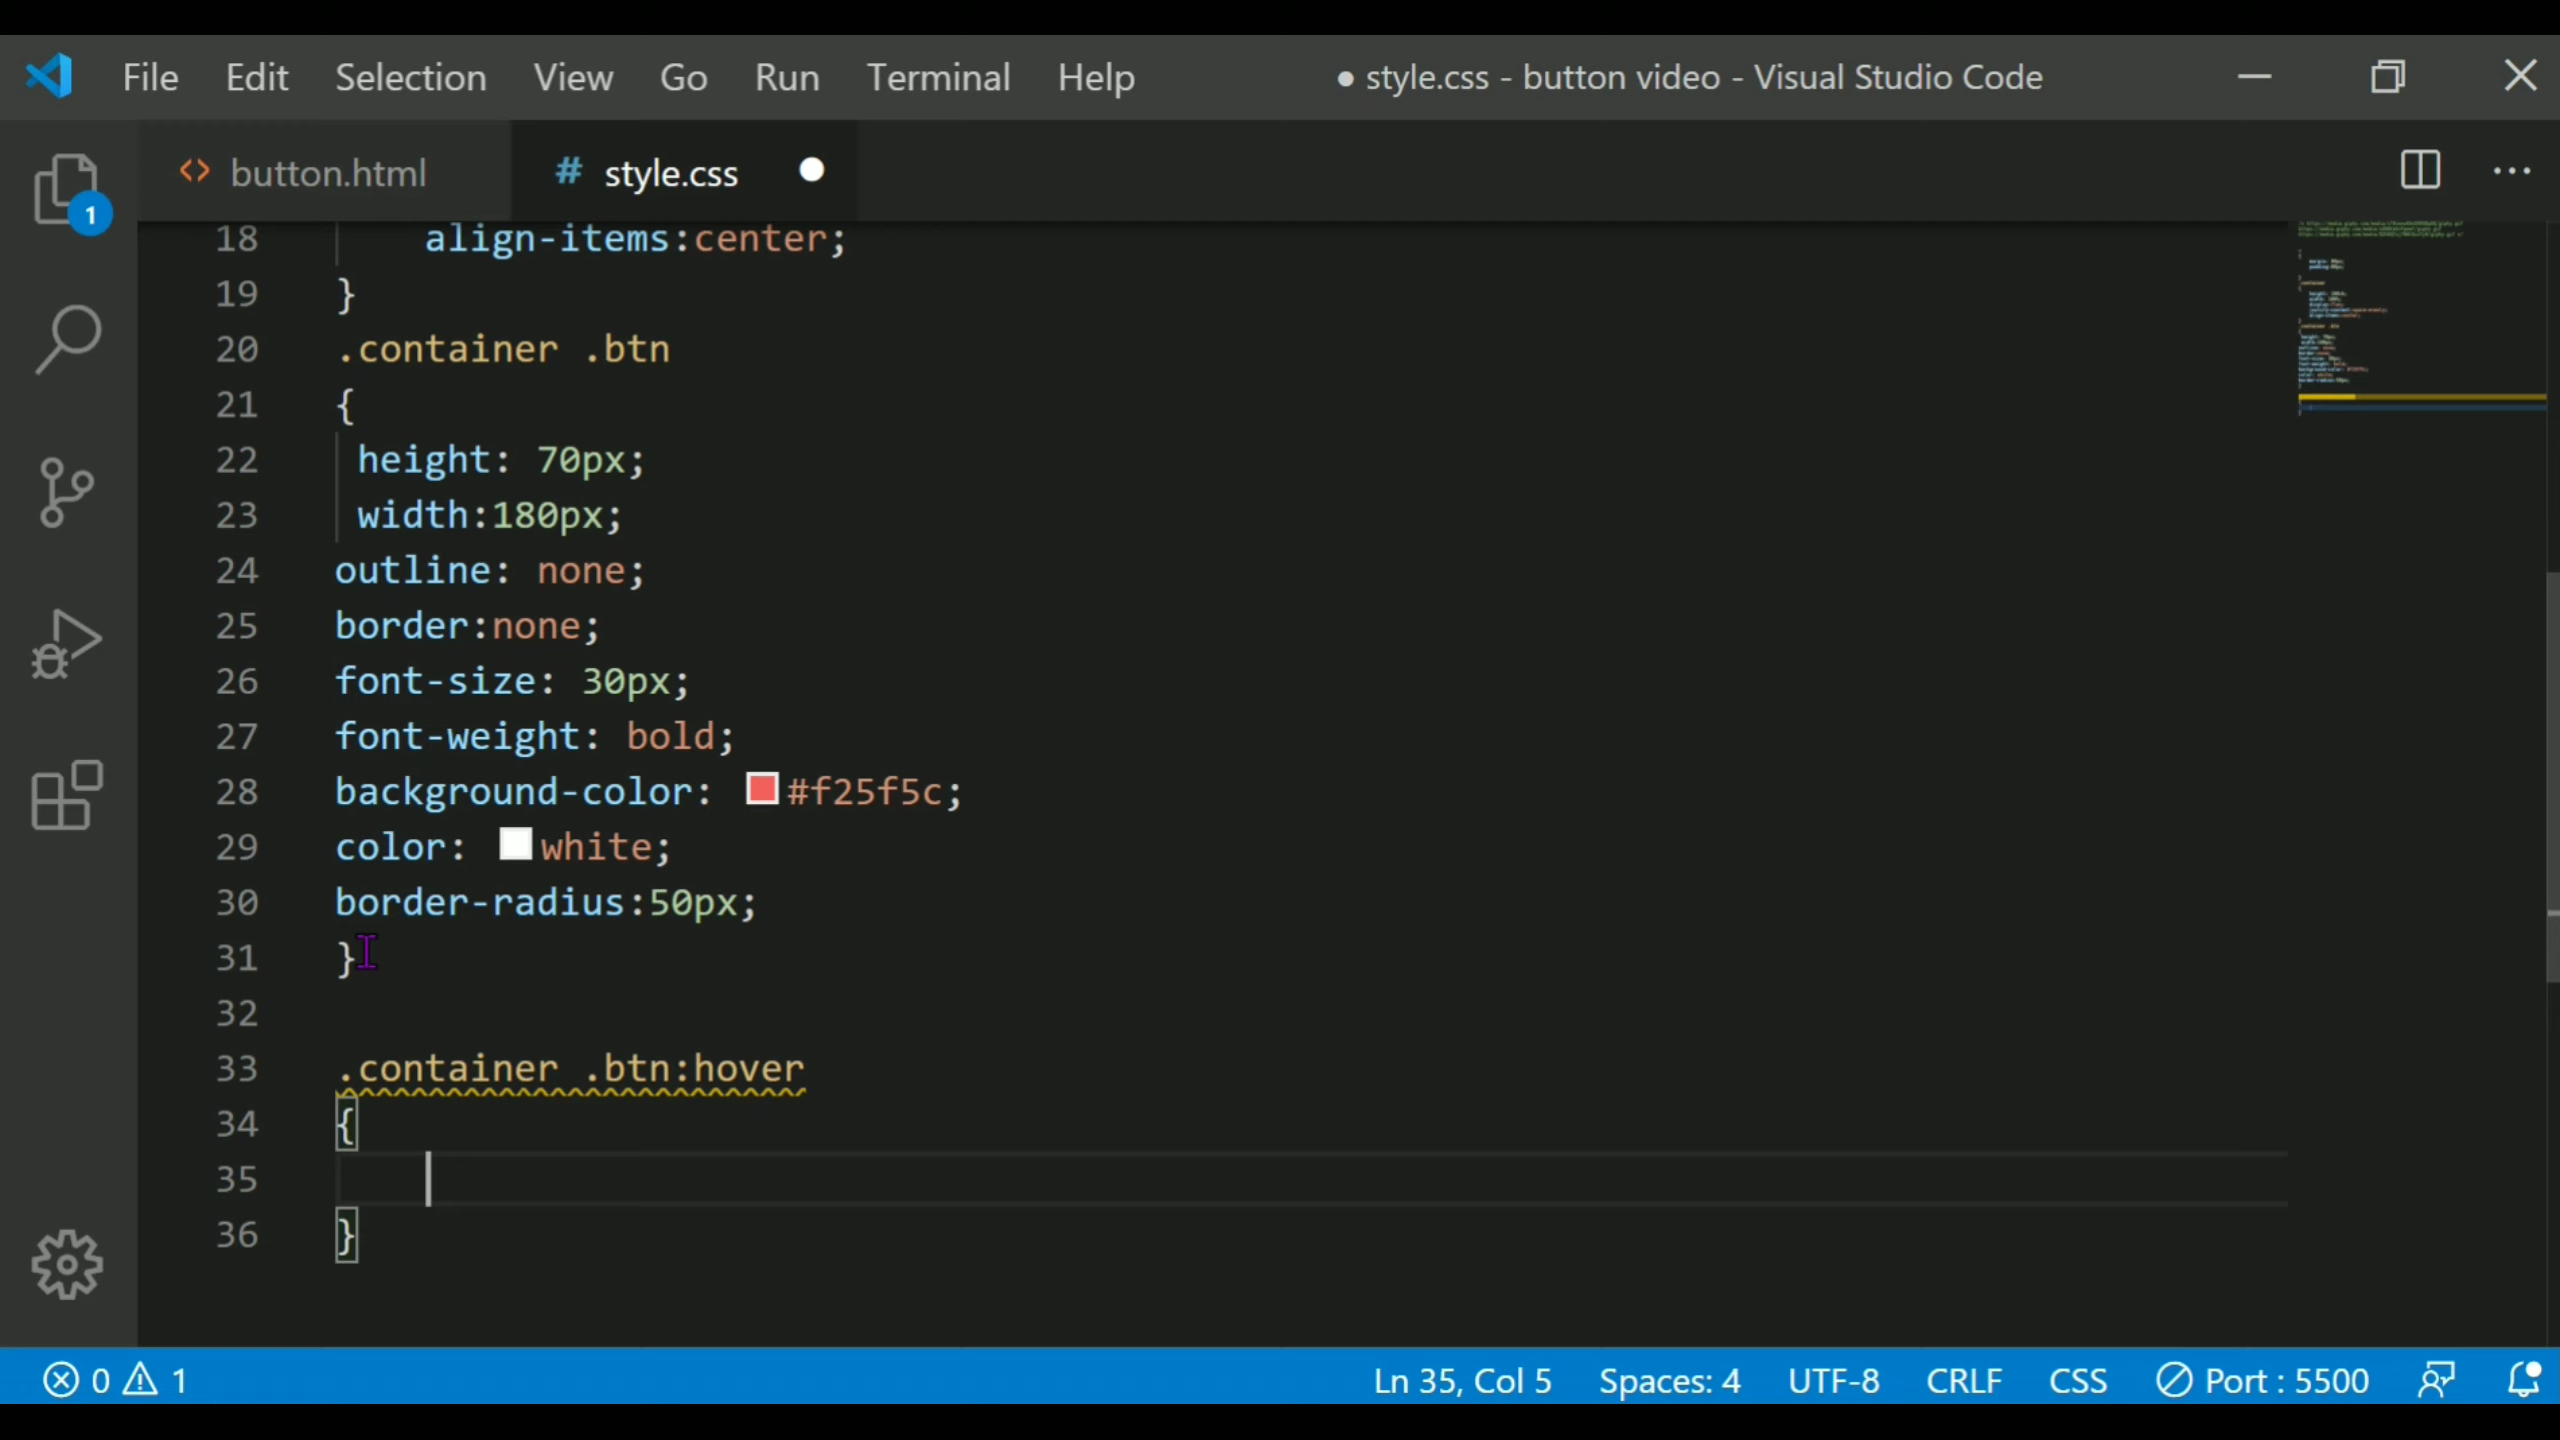 File Edit Selection View Go Run Terminal Help ● style.css - button video - Visual Studio Code
<> button.html # style.css ●
1
18 align-items:center;
19 }
20 .container .btn
21 {
22 height: 70px;
23 width:180px;
24 outline: none;
25 border:none;
26 font-size: 30px;
27 font-weight: bold;
28 background-color: #f25f5c;
29 color: white;
30 border-radius:50px;
31 }
32
33 .container .btn:hover
34 {
35
36 }
0 1 Ln 35, Col 5 Spaces: 4 UTF-8 CRLF CSS Port : 5500